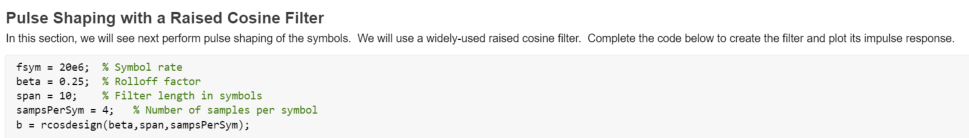 Pulse Shaping with a Raised Cosine Filter
In this section, we will see next perform pulse shaping of the symbols.  We will use a widely-used raised cosine filter.  Complete the code below to create the filter and plot its impulse response.
fsym = 20e6;  % Symbol rate
beta = 0.25;  % Rolloff factor
span = 10;    % Filter length in symbols
sampsPerSym = 4;   % Number of samples per symbol
b = rcosdesign(beta,span,sampsPerSym);